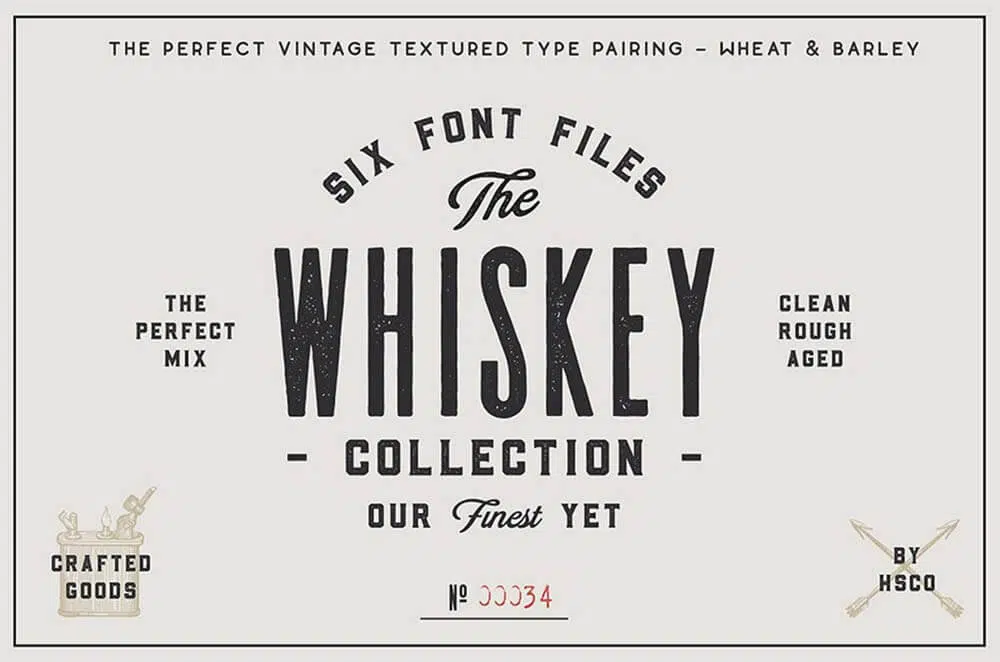 THE PERFECT VINTAGE TEXTURED TYPE PAIRING – WHEAT & BARLEY
SIX FONT FILES
The
WHISKEY
- COLLECTION -
OUR Finest YET
THE
PERFECT
MIX
CLEAN
ROUGH
AGED
CRAFTED
GOODS
Nº 00034
BY
HSCO